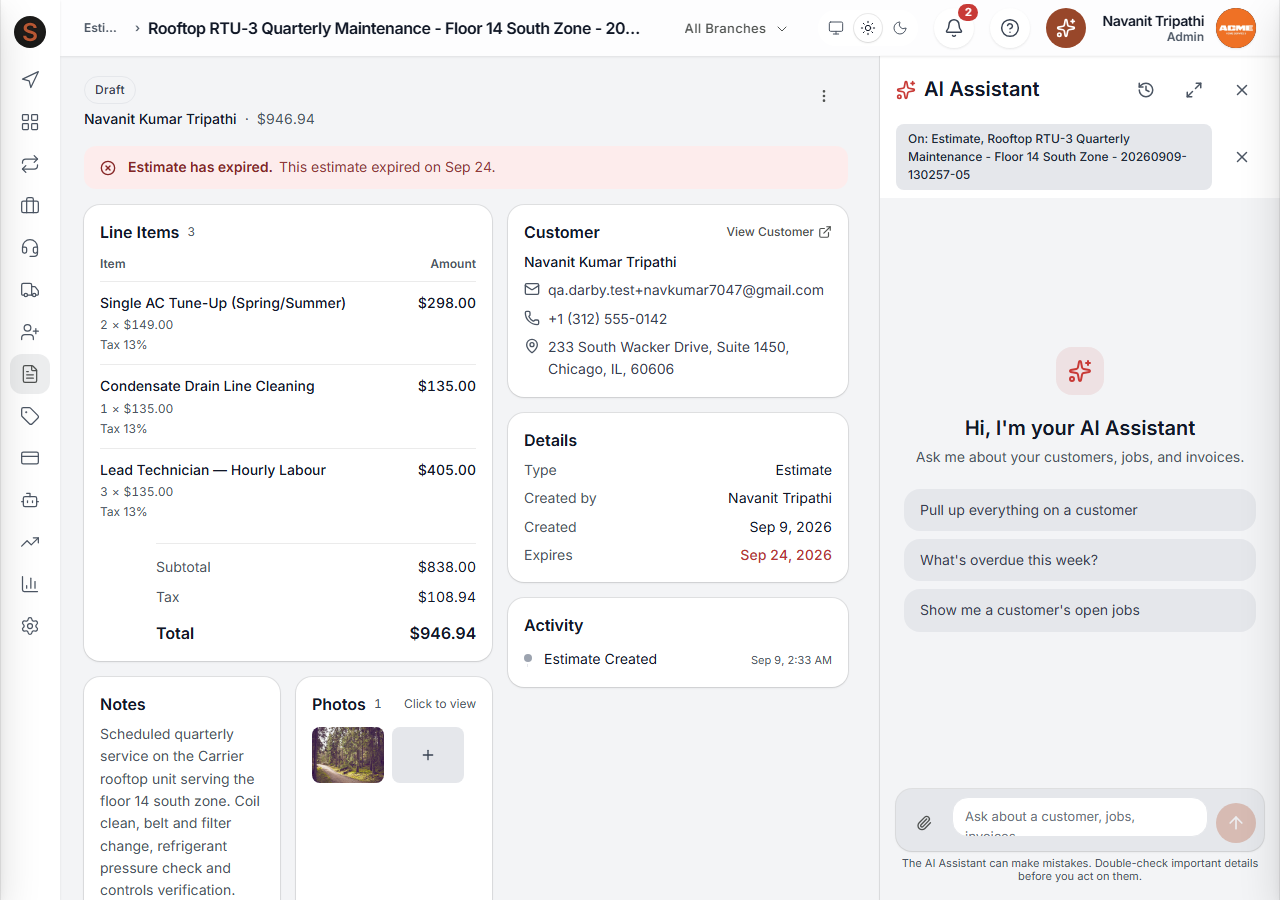 S
Esti... › Rooftop RTU-3 Quarterly Maintenance - Floor 14 South Zone - 20...
All Branches
2
Navanit Tripathi
Admin
ACME
Draft
Navanit Kumar Tripathi · $946.94
Estimate has expired. This estimate expired on Sep 24.
Line Items 3
Item Amount
Single AC Tune-Up (Spring/Summer) $298.00
2 × $149.00
Tax 13%
Condensate Drain Line Cleaning $135.00
1 × $135.00
Tax 13%
Lead Technician — Hourly Labour $405.00
3 × $135.00
Tax 13%
Subtotal $838.00
Tax $108.94
Total $946.94
Notes
Scheduled quarterly
service on the Carrier
rooftop unit serving the
floor 14 south zone. Coil
clean, belt and filter
change, refrigerant
pressure check and
controls verification.
Photos 1 Click to view
Customer View Customer
Navanit Kumar Tripathi
qa.darby.test+navkumar7047@gmail.com
+1 (312) 555-0142
233 South Wacker Drive, Suite 1450,
Chicago, IL, 60606
Details
Type Estimate
Created by Navanit Tripathi
Created Sep 9, 2026
Expires Sep 24, 2026
Activity
Estimate Created Sep 9, 2:33 AM
AI Assistant
On: Estimate, Rooftop RTU-3 Quarterly
Maintenance - Floor 14 South Zone - 20260909-
130257-05
Hi, I'm your AI Assistant
Ask me about your customers, jobs, and invoices.
Pull up everything on a customer
What's overdue this week?
Show me a customer's open jobs
Ask about a customer, jobs,
invoices
The AI Assistant can make mistakes. Double-check important details
before you act on them.